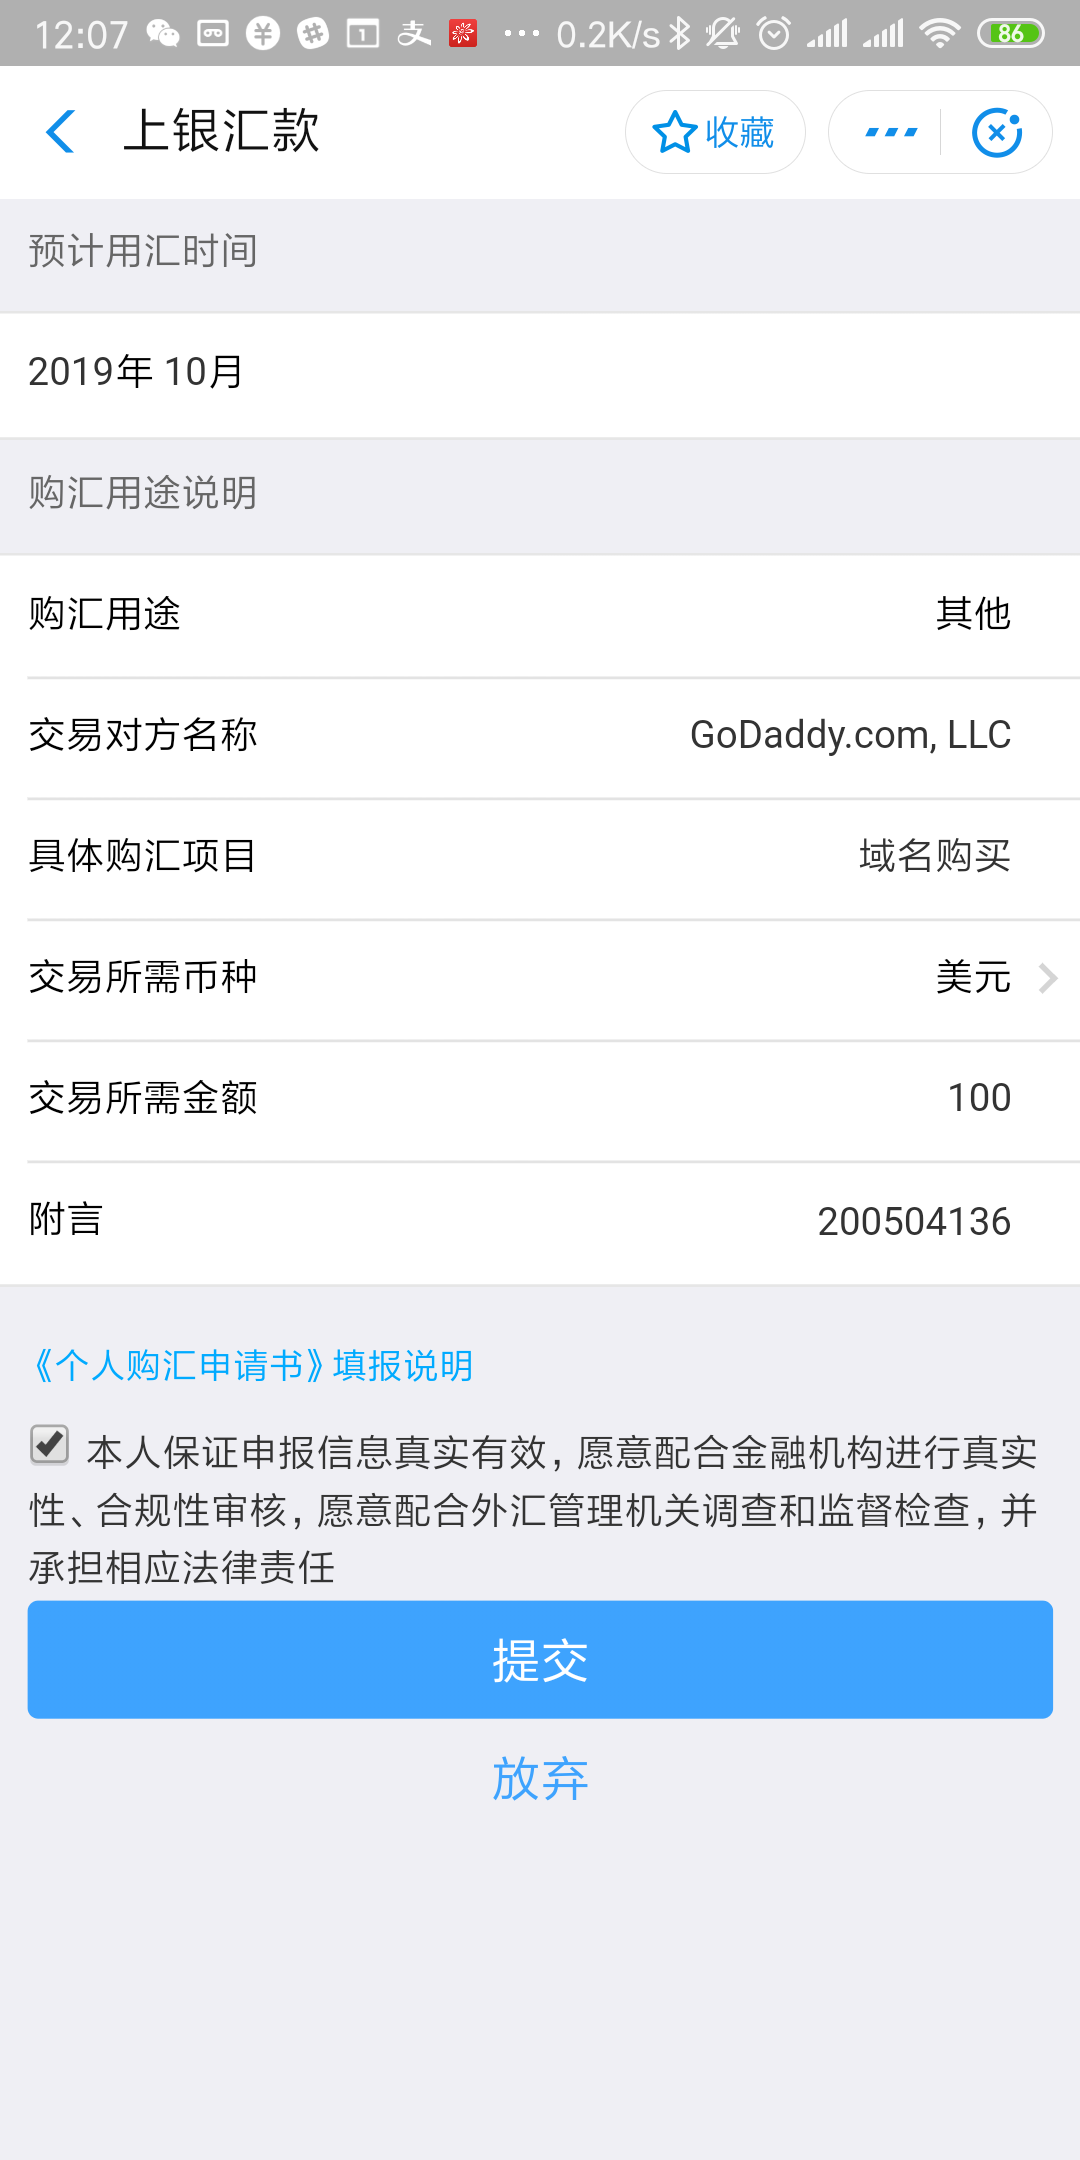 12:07 0.2K/s 86
上银汇款 收藏
预计用汇时间
2019年 10月
购汇用途说明
购汇用途 其他
交易对方名称 GoDaddy.com, LLC
具体购汇项目 域名购买
交易所需币种 美元
交易所需金额 100
附言 200504136
《个人购汇申请书》填报说明
本人保证申报信息真实有效，愿意配合金融机构进行真实
性、合规性审核，愿意配合外汇管理机关调查和监督检查，并
承担相应法律责任
提交
放弃